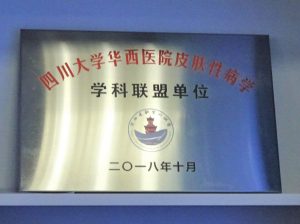 四川大学华西医院皮肤性病学
学科联盟单位
二〇一八年十月